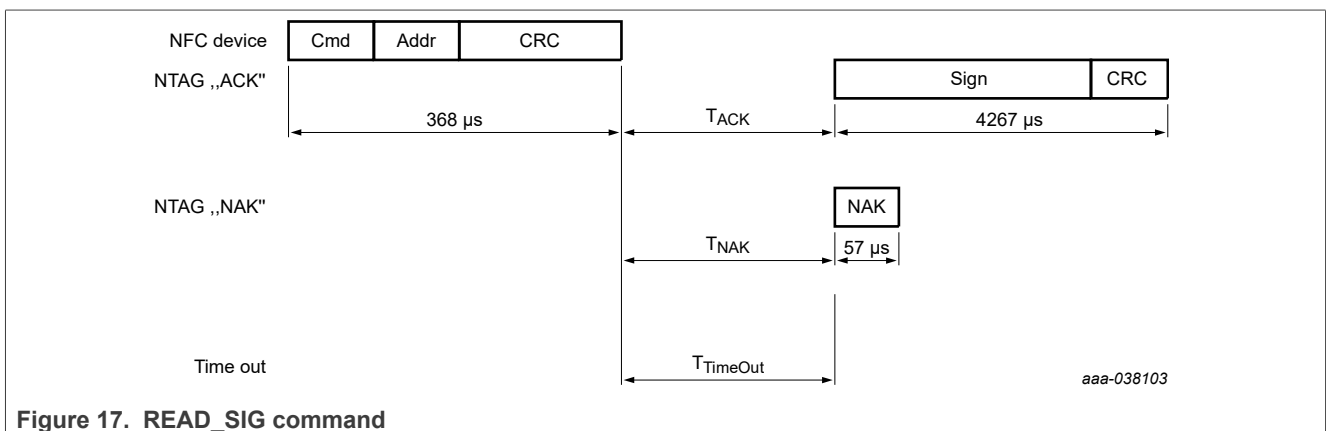 NFC device Cmd Addr CRC
NTAG ,,ACK" Sign CRC
368 µs TACK 4267 µs
NTAG ,,NAK" NAK
TNAK 57 µs
Time out TTimeOut
aaa-038103
Figure 17. READ_SIG command